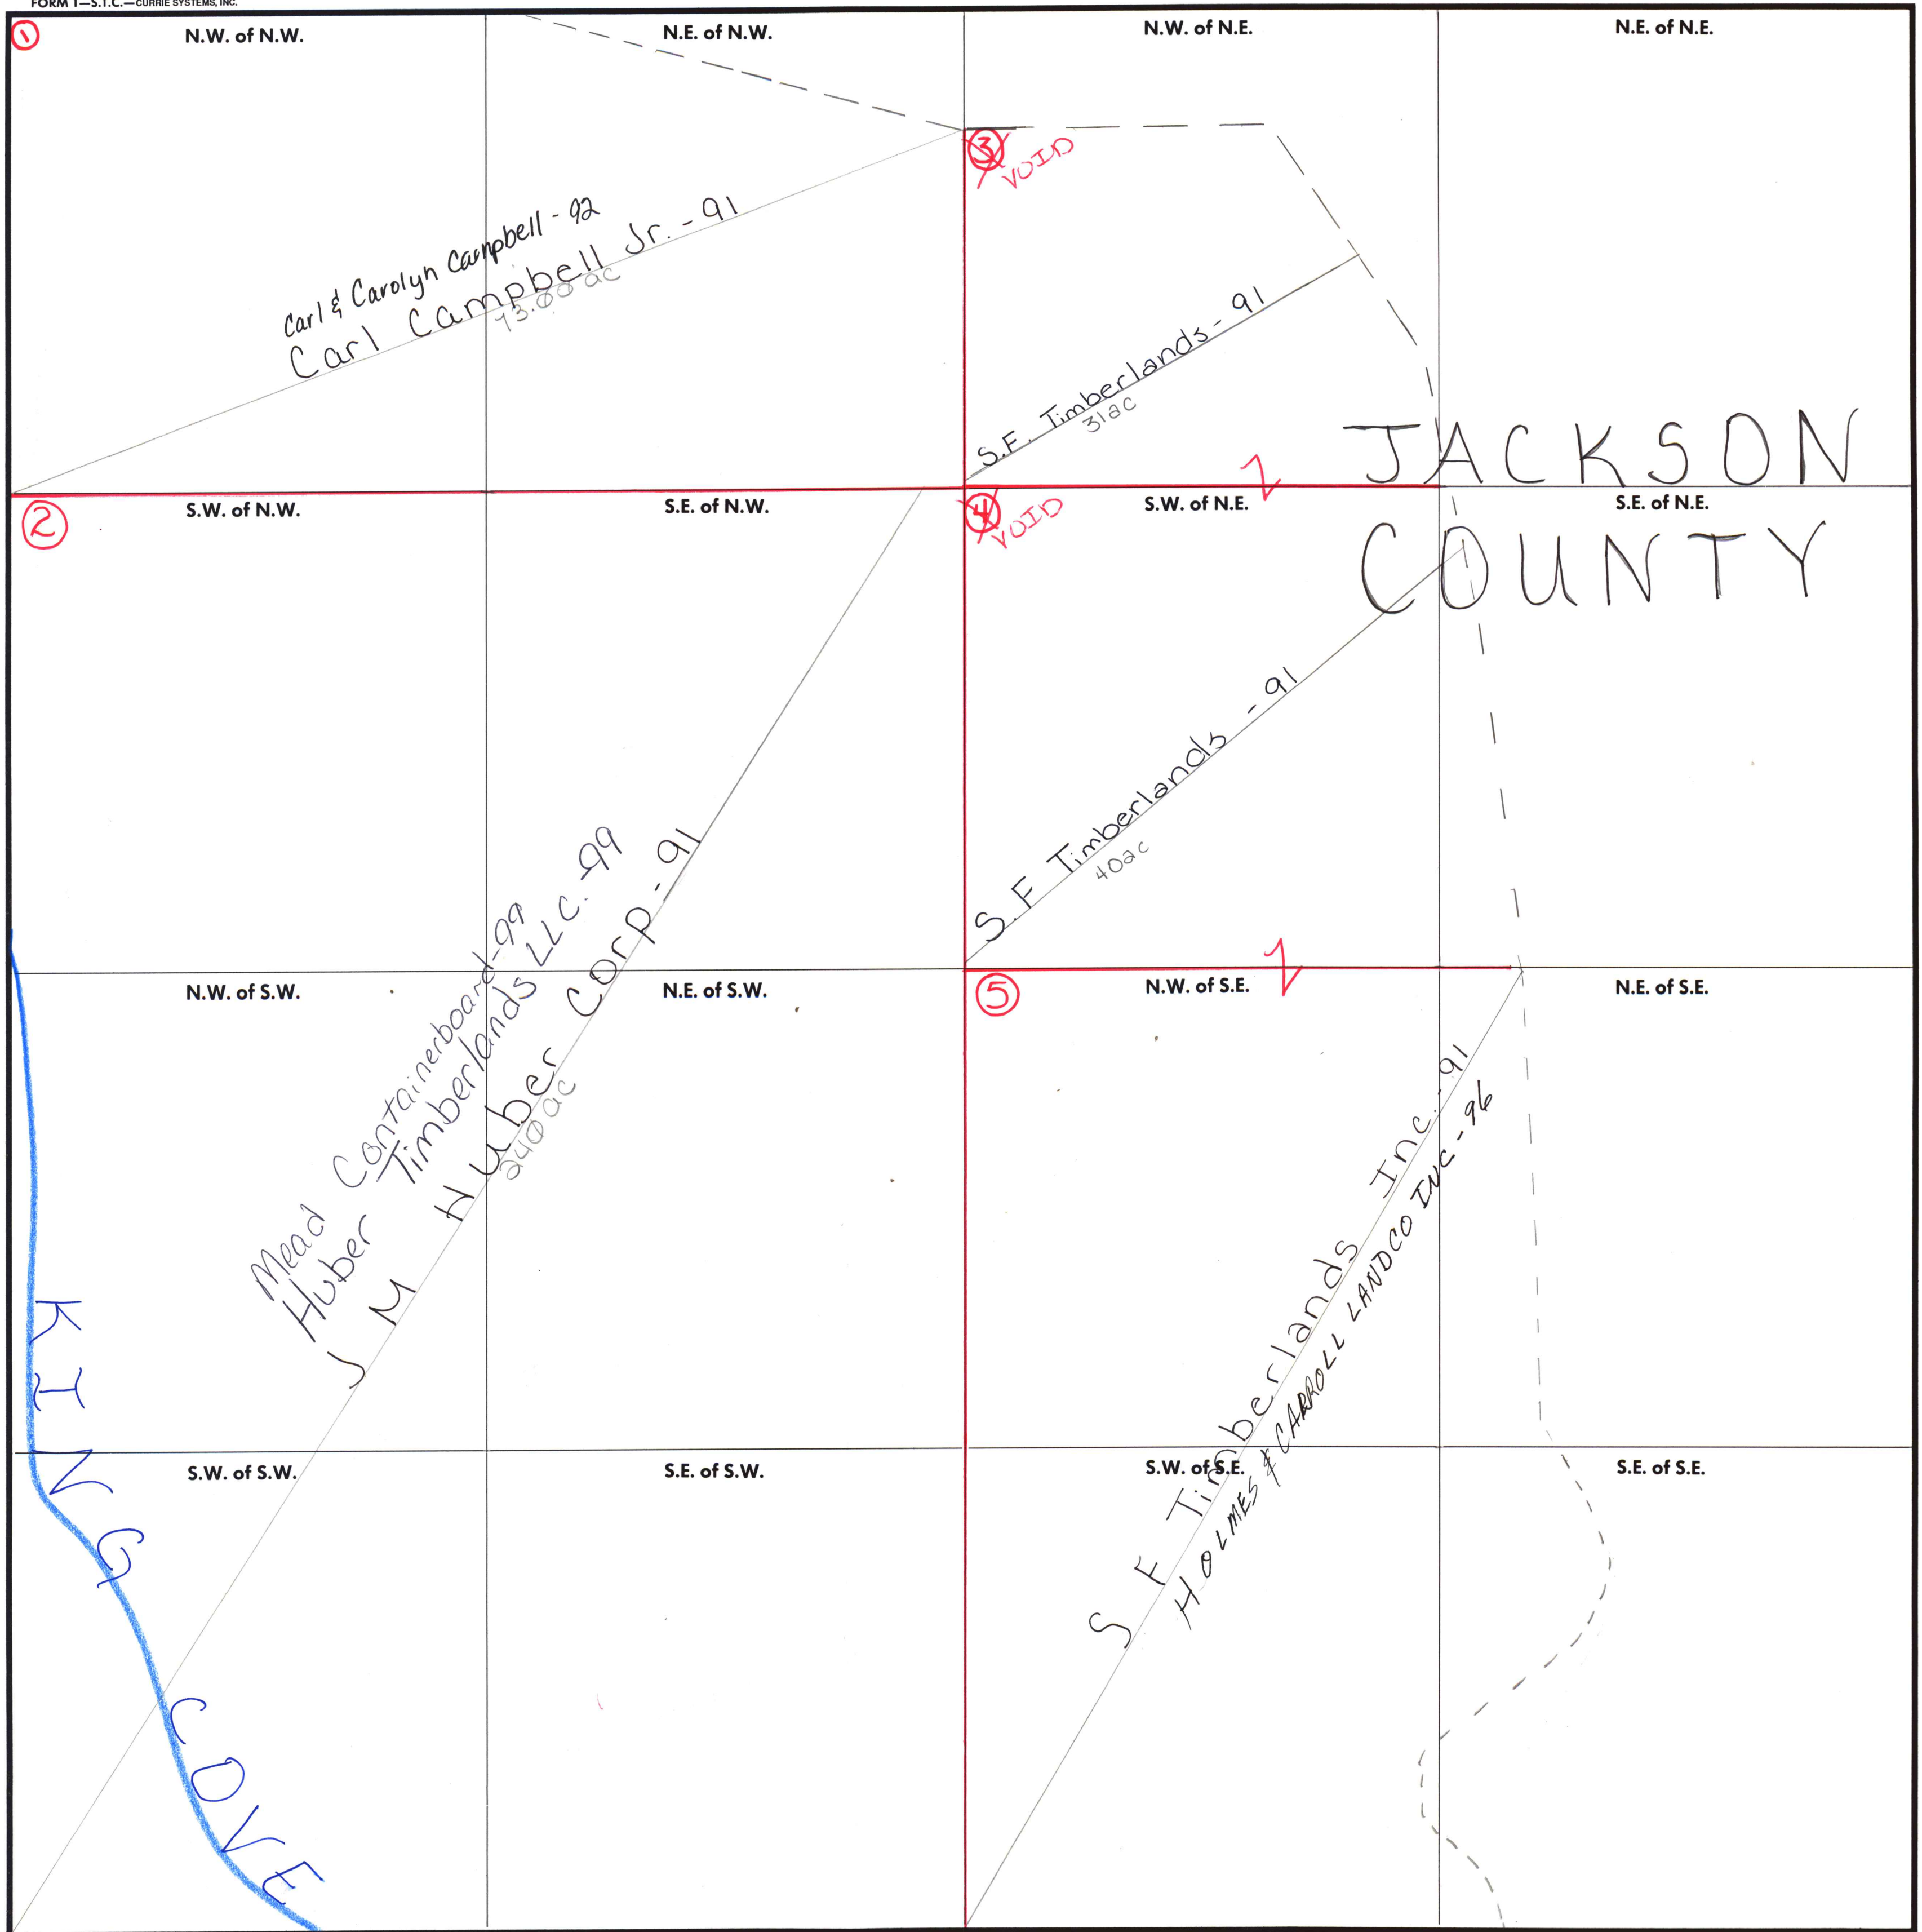 FORM 1—S.T.C.—CURRIE SYSTEMS, INC.
1
N.W. of N.W.
N.E. of N.W.
N.W. of N.E.
N.E. of N.E.
3
VOID
Carl & Carolyn Campbell - 92
Carl Campbell Jr. - 91
S.F. Timberlands - 91
31ac
JACKSON
COUNTY
2
S.W. of N.W.
S.E. of N.W.
4
VOID
S.W. of N.E.
S.E. of N.E.
S.F Timberlands - 91
40ac
Mead Containerboard-99
Huber Timberlands LLC. -99
J M Huber Corp - 91
240 ac
N.W. of S.W.
N.E. of S.W.
5
N.W. of S.E.
N.E. of S.E.
S F Timberlands Inc. - 91
HOLMES & CARROLL LANDCO INC - 96
KING COVE
S.W. of S.W.
S.E. of S.W.
S.W. of S.E.
S.E. of S.E.